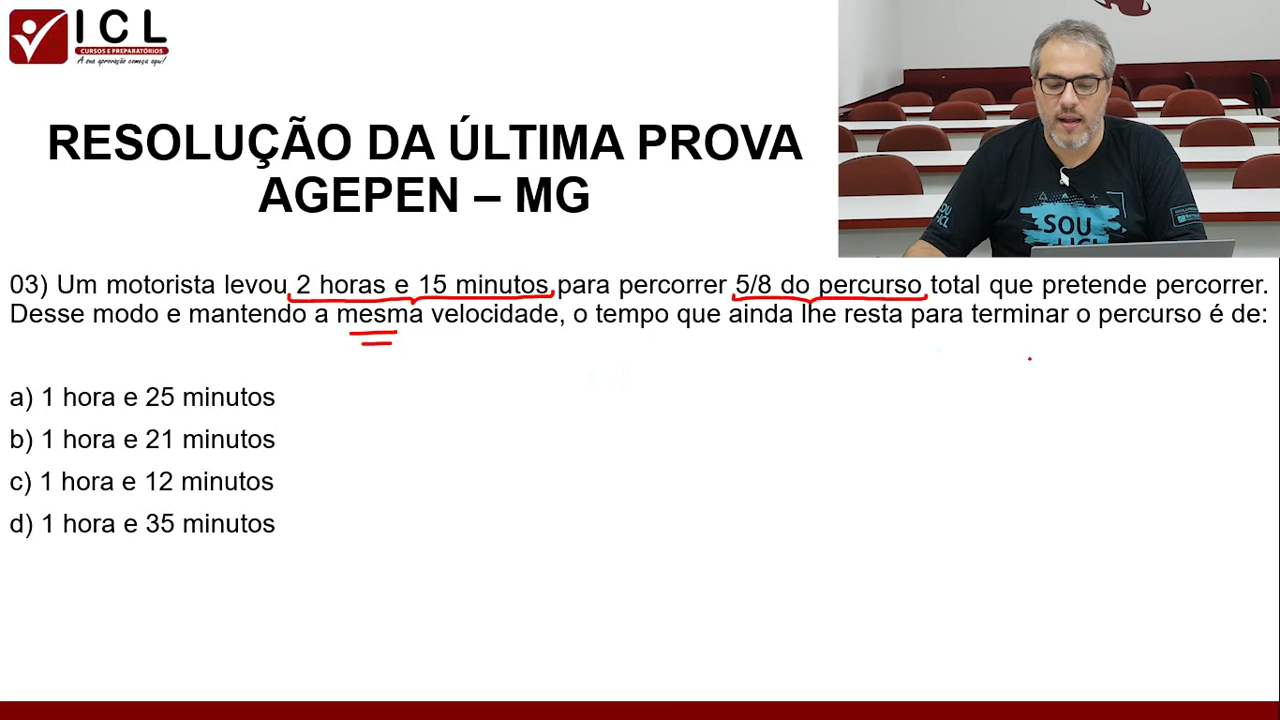 ICL
CURSOS E PREPARATÓRIOS
A sua aprovação começa aqui!
RESOLUÇÃO DA ÚLTIMA PROVA
AGEPEN – MG
SOU
03) Um motorista levou 2 horas e 15 minutos para percorrer 5/8 do percurso total que pretende percorrer.
Desse modo e mantendo a mesma velocidade, o tempo que ainda lhe resta para terminar o percurso é de:
a) 1 hora e 25 minutos
b) 1 hora e 21 minutos
c) 1 hora e 12 minutos
d) 1 hora e 35 minutos